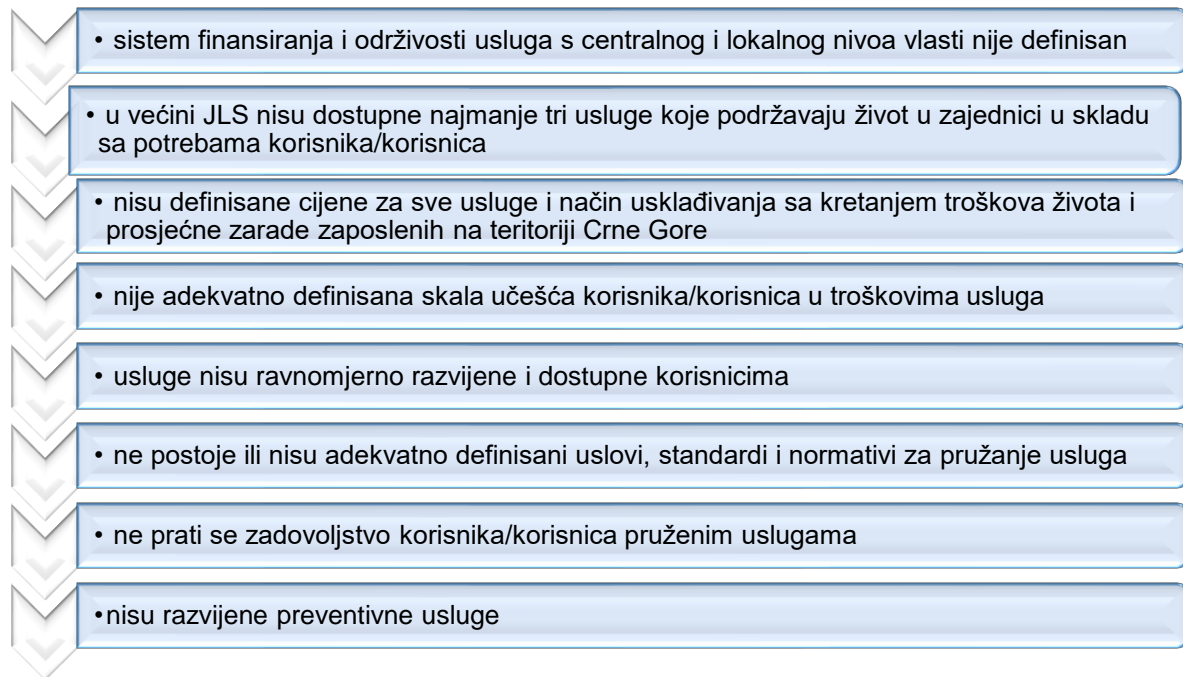 • sistem finansiranja i održivosti usluga s centralnog i lokalnog nivoa vlasti nije definisan
• u većini JLS nisu dostupne najmanje tri usluge koje podržavaju život u zajednici u skladu
sa potrebama korisnika/korisnica
• nisu definisane cijene za sve usluge i način usklađivanja sa kretanjem troškova života i
prosječne zarade zaposlenih na teritoriji Crne Gore
• nije adekvatno definisana skala učešća korisnika/korisnica u troškovima usluga
• usluge nisu ravnomjerno razvijene i dostupne korisnicima
• ne postoje ili nisu adekvatno definisani uslovi, standardi i normativi za pružanje usluga
• ne prati se zadovoljstvo korisnika/korisnica pruženim uslugama
•nisu razvijene preventivne usluge